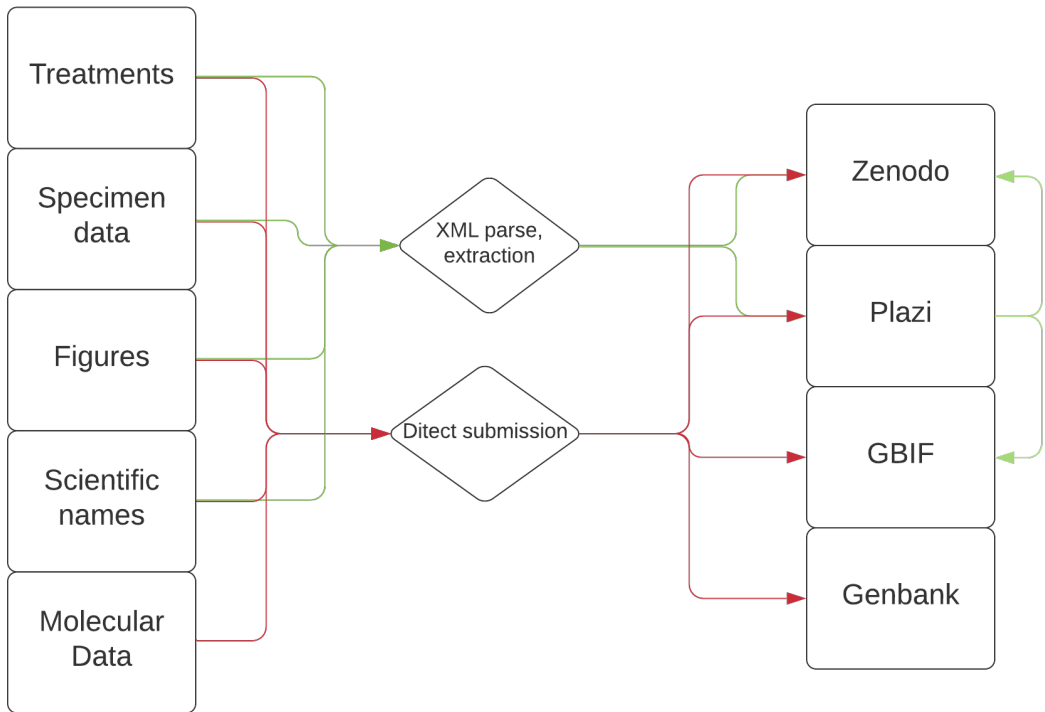 Treatments
Specimen
data
Figures
Scientific
names
Molecular
Data
XML parse,
extraction
Ditect submission
Zenodo
Plazi
GBIF
Genbank